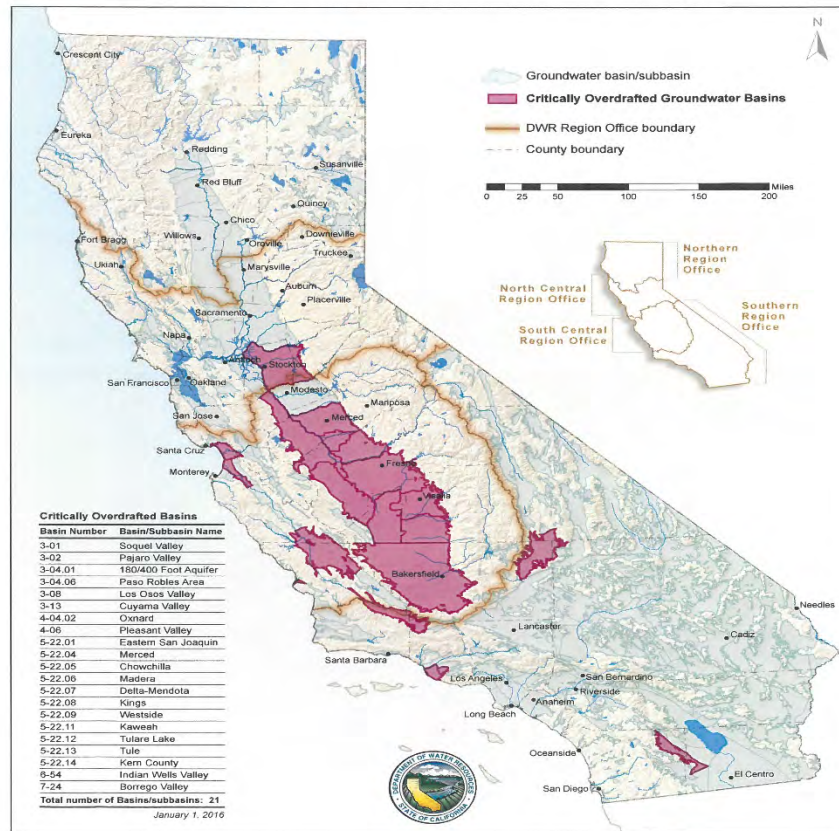 N
Crescent City
Eureka
Redding
Red Bluff
Susanville
Quincy
Chico
Willows
Oroville
Downieville
Truckee
Fort Bragg
Ukiah
Marysville
Auburn
Placerville
Sacramento
Napa
Antioch
Stockton
San Francisco
Oakland
Modesto
Mariposa
San Jose
Merced
Santa Cruz
Monterey
Fresno
Visalia
Bakersfield
Needles
Lancaster
Cadiz
Santa Barbara
Los Angeles
San Bernardino
Riverside
Anaheim
Long Beach
Oceanside
El Centro
San Diego
Groundwater basin/subbasin
Critically Overdrafted Groundwater Basins
DWR Region Office boundary
County boundary
Miles
0 25 50 100 150 200
Northern
Region
Office
North Central
Region Office
South Central
Region Office
Southern
Region
Office
Critically Overdrafted Basins
Basin Number Basin/Subbasin Name
3-01 Soquel Valley
3-02 Pajaro Valley
3-04.01 180/400 Foot Aquifer
3-04.06 Paso Robles Area
3-08 Los Osos Valley
3-13 Cuyama Valley
4-04.02 Oxnard
4-06 Pleasant Valley
5-22.01 Eastern San Joaquin
5-22.04 Merced
5-22.05 Chowchilla
5-22.06 Madera
5-22.07 Delta-Mendota
5-22.08 Kings
5-22.09 Westside
5-22.11 Kaweah
5-22.12 Tulare Lake
5-22.13 Tule
5-22.14 Kern County
6-54 Indian Wells Valley
7-24 Borrego Valley
Total number of Basins/subbasins: 21
January 1, 2016
DEPARTMENT OF WATER RESOURCES
STATE OF CALIFORNIA